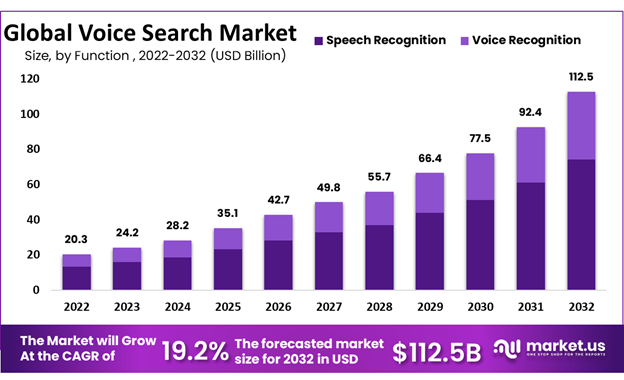 Global Voice Search Market
Size, by Function , 2022-2032 (USD Billion)
Speech Recognition
Voice Recognition
120
100
80
60
40
20
0
20.3
24.2
28.2
35.1
42.7
49.8
55.7
66.4
77.5
92.4
112.5
2022
2023
2024
2025
2026
2027
2028
2029
2030
2031
2032
The Market will Grow
At the CAGR of
19.2%
The forecasted market
size for 2032 in USD
$112.5B
market.us
ONE STOP SHOP FOR THE REPORTS